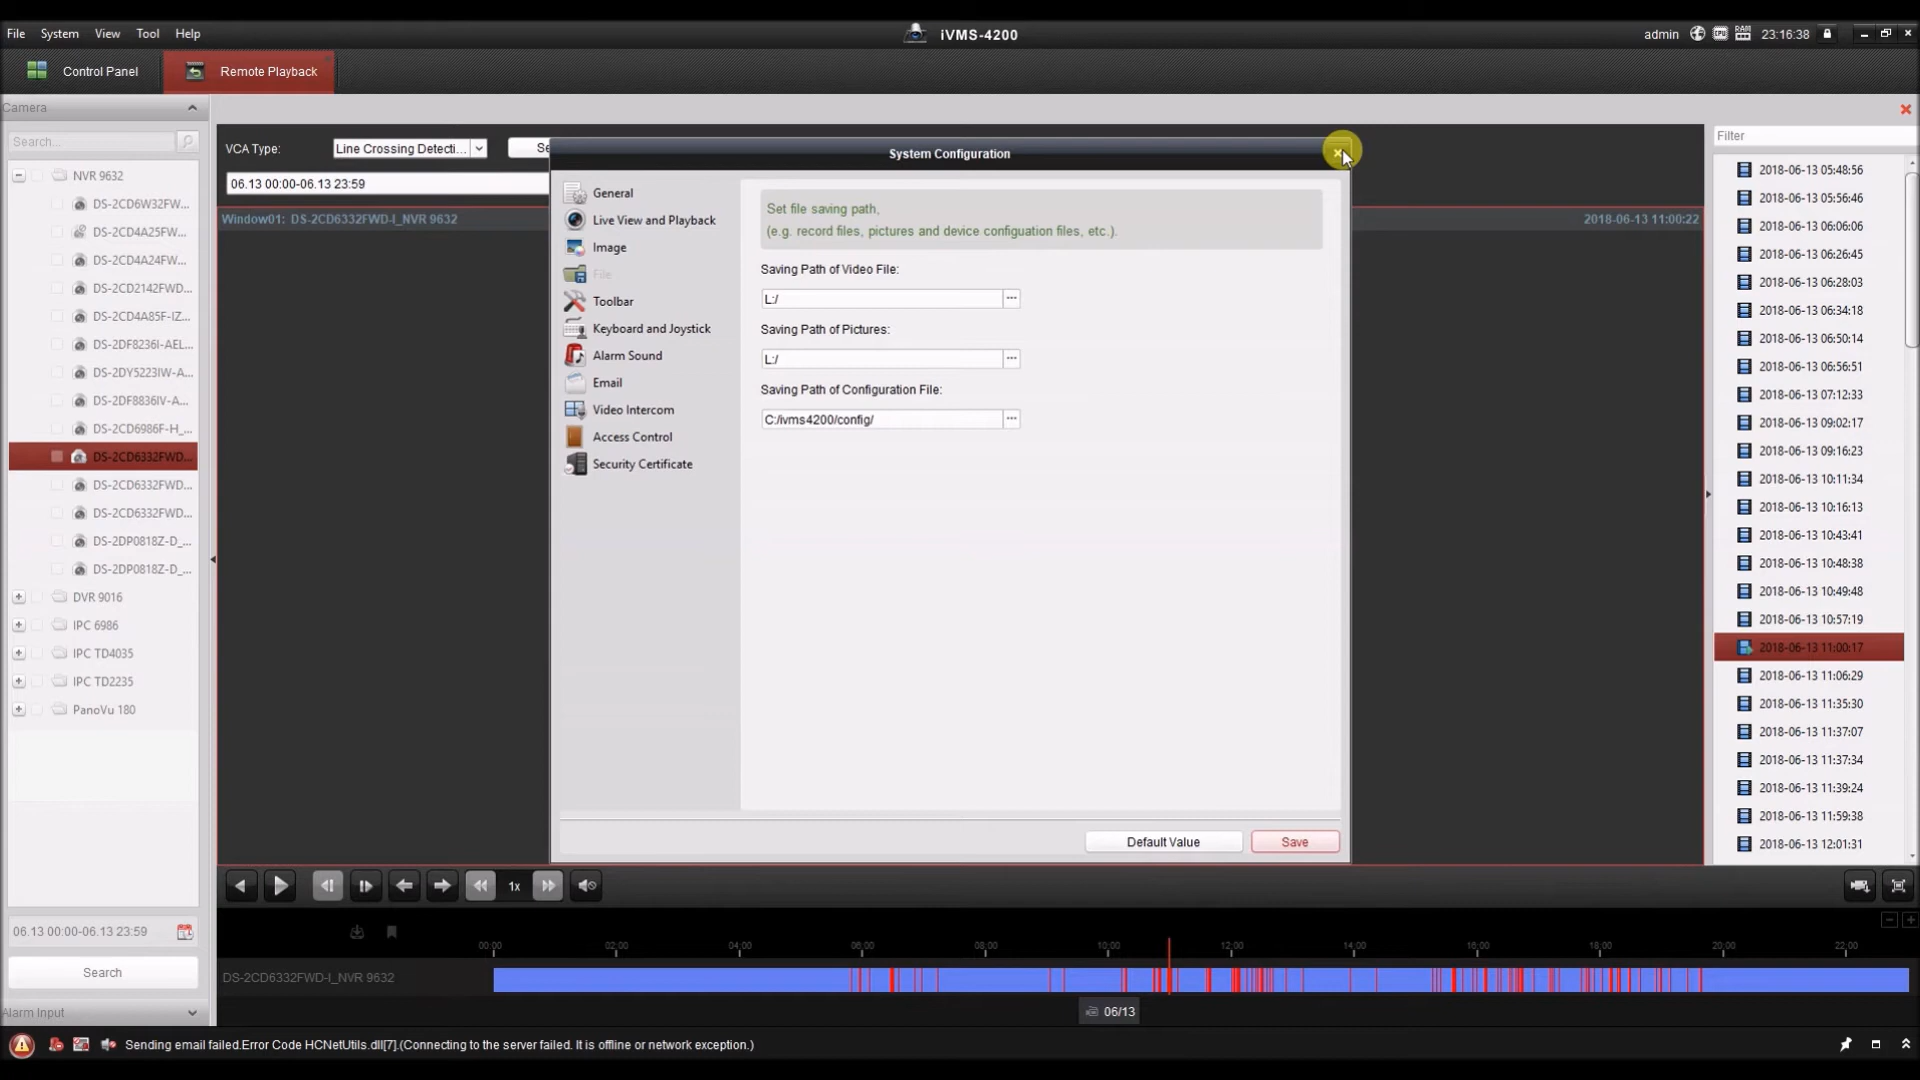 File System View Tool Help
iVMS-4200
admin RAM 23:16:38
Control Panel
Remote Playback
Camera
Search...
NVR 9632
DS-2CD6W32FW...
DS-2CD4A25FW...
DS-2CD4A24FW...
DS-2CD2142FWD...
DS-2CD4A85F-IZ...
DS-2DF8236I-AEL...
DS-2DY5223IW-A...
DS-2DF8836IV-A...
DS-2CD6986F-H_...
DS-2CD6332FWD...
DS-2CD6332FWD...
DS-2CD6332FWD...
DS-2DP0818Z-D_...
DS-2DP0818Z-D_...
DVR 9016
IPC 6986
IPC TD4035
IPC TD2235
PanoVu 180
06.13 00:00-06.13 23:59
Search
Alarm Input
VCA Type: Line Crossing Detecti... Se
06.13 00:00-06.13 23:59
Window01: DS-2CD6332FWD-I_NVR 9632
2018-06-13 11:00:22
System Configuration
General
Live View and Playback
Image
File
Toolbar
Keyboard and Joystick
Alarm Sound
Email
Video Intercom
Access Control
Security Certificate
Set file saving path,
(e.g. record files, pictures and device configuation files, etc.).
Saving Path of Video File:
L:/
Saving Path of Pictures:
L:/
Saving Path of Configuration File:
C:/ivms4200/config/
Default Value
Save
Filter
2018-06-13 05:48:56
2018-06-13 05:56:46
2018-06-13 06:06:06
2018-06-13 06:26:45
2018-06-13 06:28:03
2018-06-13 06:34:18
2018-06-13 06:50:14
2018-06-13 06:56:51
2018-06-13 07:12:33
2018-06-13 09:02:17
2018-06-13 09:16:23
2018-06-13 10:11:34
2018-06-13 10:16:13
2018-06-13 10:43:41
2018-06-13 10:48:38
2018-06-13 10:49:48
2018-06-13 10:57:19
2018-06-13 11:00:17
2018-06-13 11:06:29
2018-06-13 11:35:30
2018-06-13 11:37:07
2018-06-13 11:37:34
2018-06-13 11:39:24
2018-06-13 11:59:38
2018-06-13 12:01:31
1x
00:00 02:00 04:00 06:00 08:00 10:00 12:00 14:00 16:00 18:00 20:00 22:00
DS-2CD6332FWD-I_NVR 9632
06/13
Sending email failed.Error Code HCNetUtils.dll[7].(Connecting to the server failed. It is offline or network exception.)